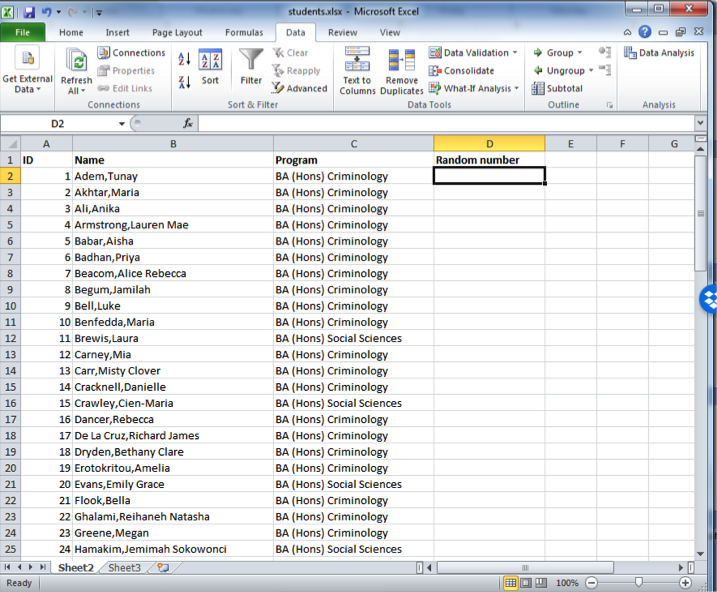 students.xlsx - Microsoft Excel
File Home Insert Page Layout Formulas Data Review View
Get External Data
Refresh All
Connections
Properties
Edit Links
Connections
Sort
Filter
Clear
Reapply
Advanced
Sort & Filter
Text to Columns
Remove Duplicates
Data Validation
Consolidate
What-If Analysis
Data Tools
Group
Ungroup
Subtotal
Outline
Data Analysis
Analysis
D2 fx
A B C D E F G
1 ID Name Program Random number
2 1 Adem,Tunay BA (Hons) Criminology
3 2 Akhtar,Maria BA (Hons) Criminology
4 3 Ali,Anika BA (Hons) Criminology
5 4 Armstrong,Lauren Mae BA (Hons) Criminology
6 5 Babar,Aisha BA (Hons) Criminology
7 6 Badhan,Priya BA (Hons) Criminology
8 7 Beacom,Alice Rebecca BA (Hons) Criminology
9 8 Begum,Jamilah BA (Hons) Criminology
10 9 Bell,Luke BA (Hons) Criminology
11 10 Benfedda,Maria BA (Hons) Criminology
12 11 Brewis,Laura BA (Hons) Social Sciences
13 12 Carney,Mia BA (Hons) Criminology
14 13 Carr,Misty Clover BA (Hons) Criminology
15 14 Cracknell,Danielle BA (Hons) Criminology
16 15 Crawley,Cien-Maria BA (Hons) Social Sciences
17 16 Dancer,Rebecca BA (Hons) Criminology
18 17 De La Cruz,Richard James BA (Hons) Criminology
19 18 Dryden,Bethany Clare BA (Hons) Criminology
20 19 Erotokritou,Amelia BA (Hons) Criminology
21 20 Evans,Emily Grace BA (Hons) Social Sciences
22 21 Flook,Bella BA (Hons) Criminology
23 22 Ghalami,Reihaneh Natasha BA (Hons) Criminology
24 23 Greene,Megan BA (Hons) Criminology
25 24 Hamakim,Jemimah Sokowonci BA (Hons) Social Sciences
Sheet2 Sheet3
Ready 100%